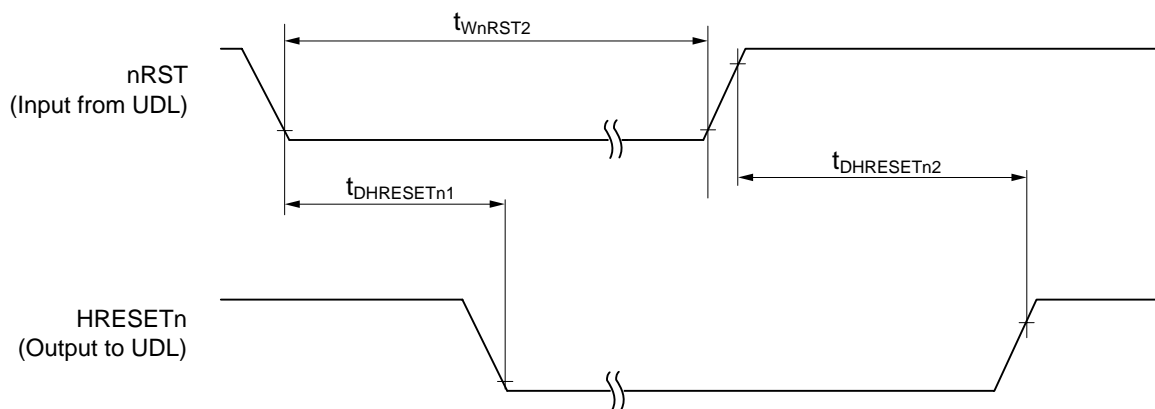 tWnRST2
nRST
(Input from UDL)
tDHRESETn2
tDHRESETn1
HRESETn
(Output to UDL)